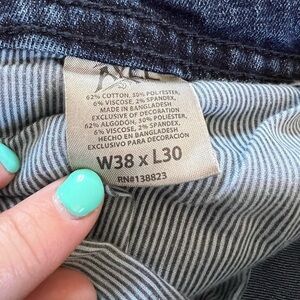 62% COTTON, 30% POLYESTER,
6% VISCOSE, 2% SPANDEX,
MADE IN BANGLADESH
EXCLUSIVE OF DECORATION
62% ALGODON, 30% POLIÉSTER,
6% VISCOSA, 2% SPANDEX,
HECHO EN BANGLADESH
EXCLUSIVO PARA DECORACIÓN
W38 x L30
RN#138823